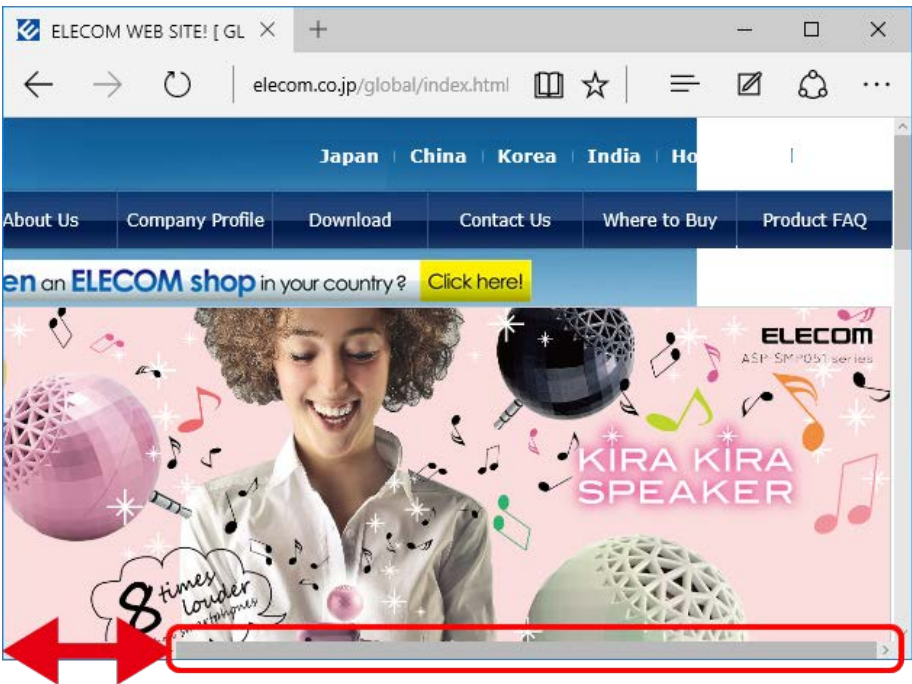 ELECOM WEB SITE! [ GL
elecom.co.jp/global/index.html
Japan | China | Korea | India | Ho
About Us Company Profile Download Contact Us Where to Buy Product FAQ
en an ELECOM shop in your country? Click here!
ELECOM
ASP-SMP051 series
KIRA KIRA
SPEAKER
8 times
louder
smartphones